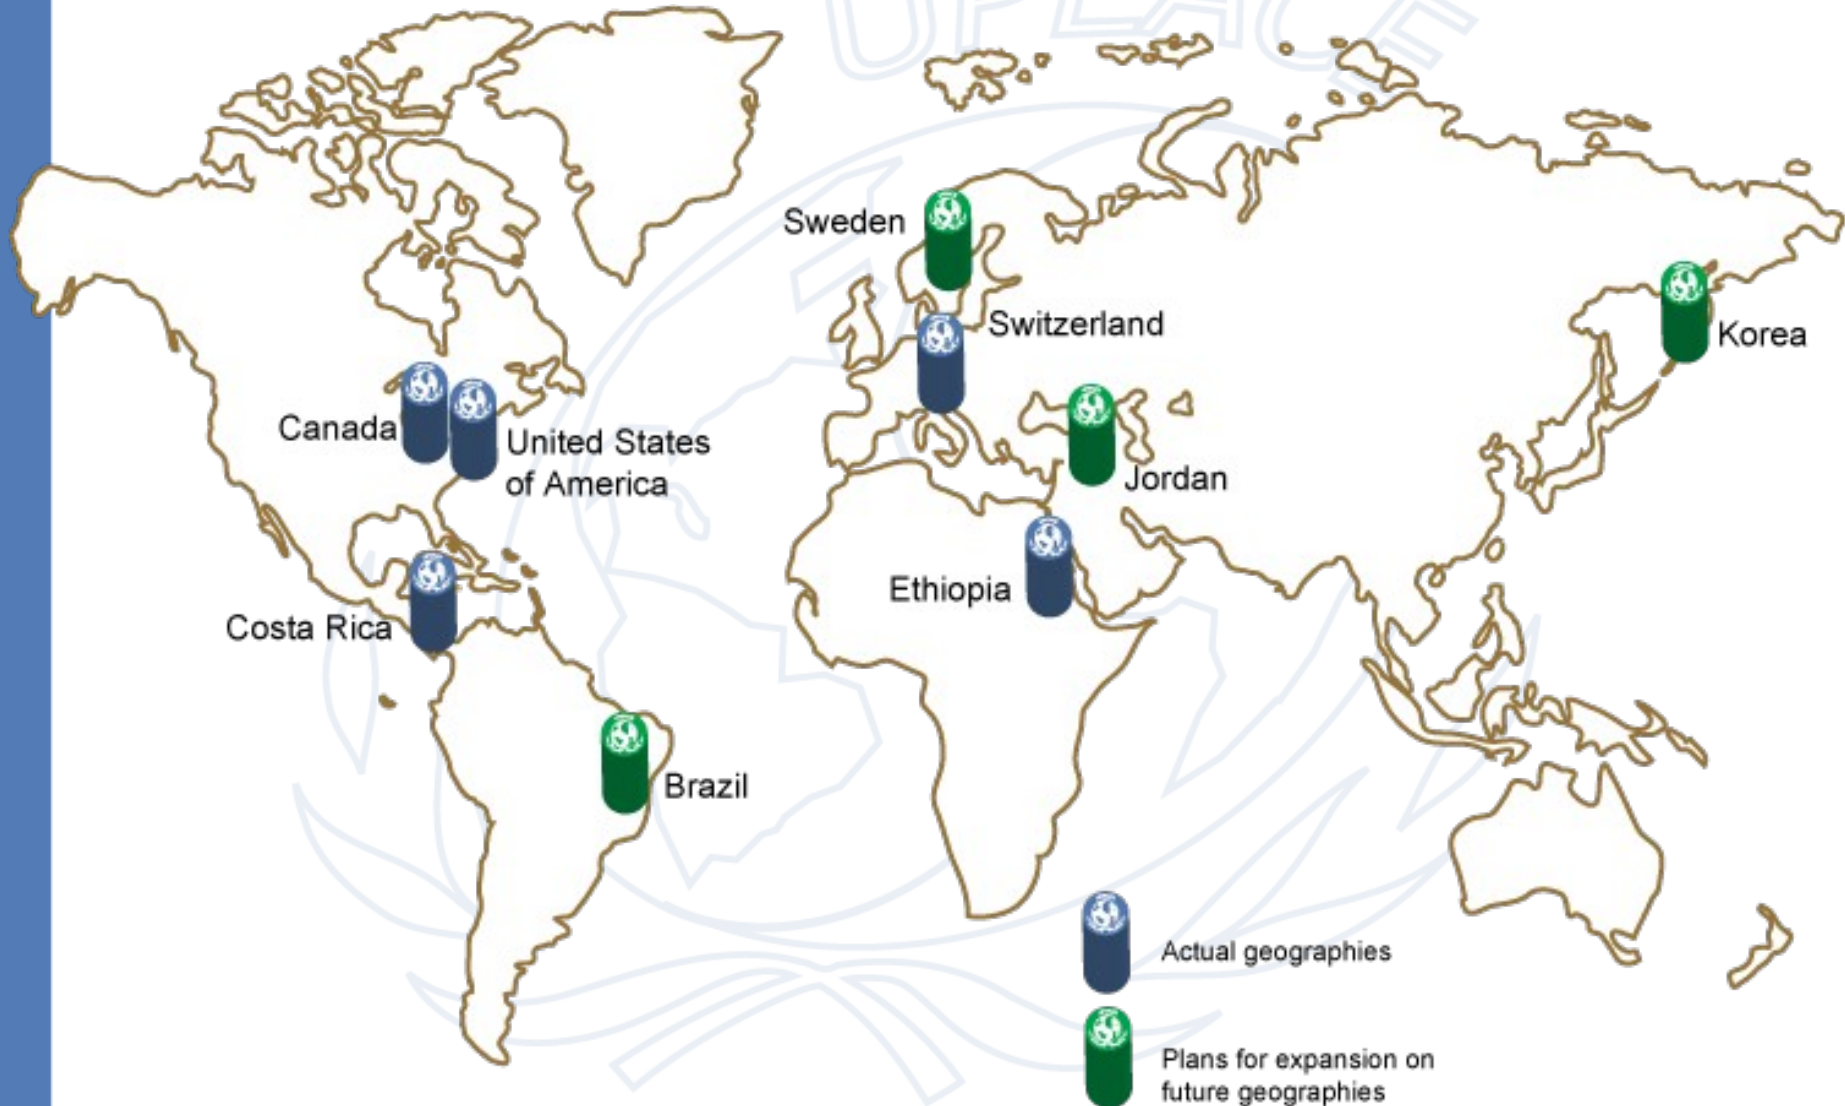 UPLACE
Sweden
Switzerland
Korea
Canada
United States
of America
Jordan
Ethiopia
Costa Rica
Brazil
Actual geographies
Plans for expansion on
future geographies